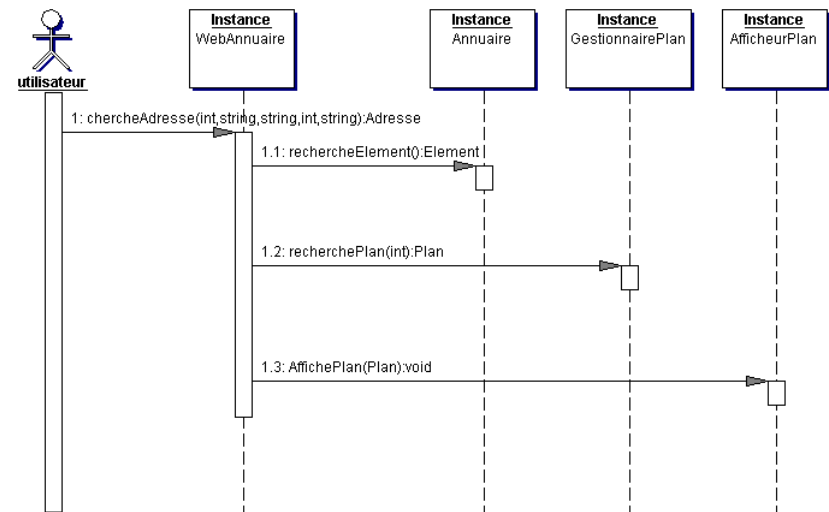 Instance
WebAnnuaire
Instance
Annuaire
Instance
GestionnairePlan
Instance
AfficheurPlan
utilisateur
1: chercheAdresse(int,string,string,int,string):Adresse
1.1: rechercheElement():Element
1.2: recherchePlan(int):Plan
1.3: AffichePlan(Plan):void